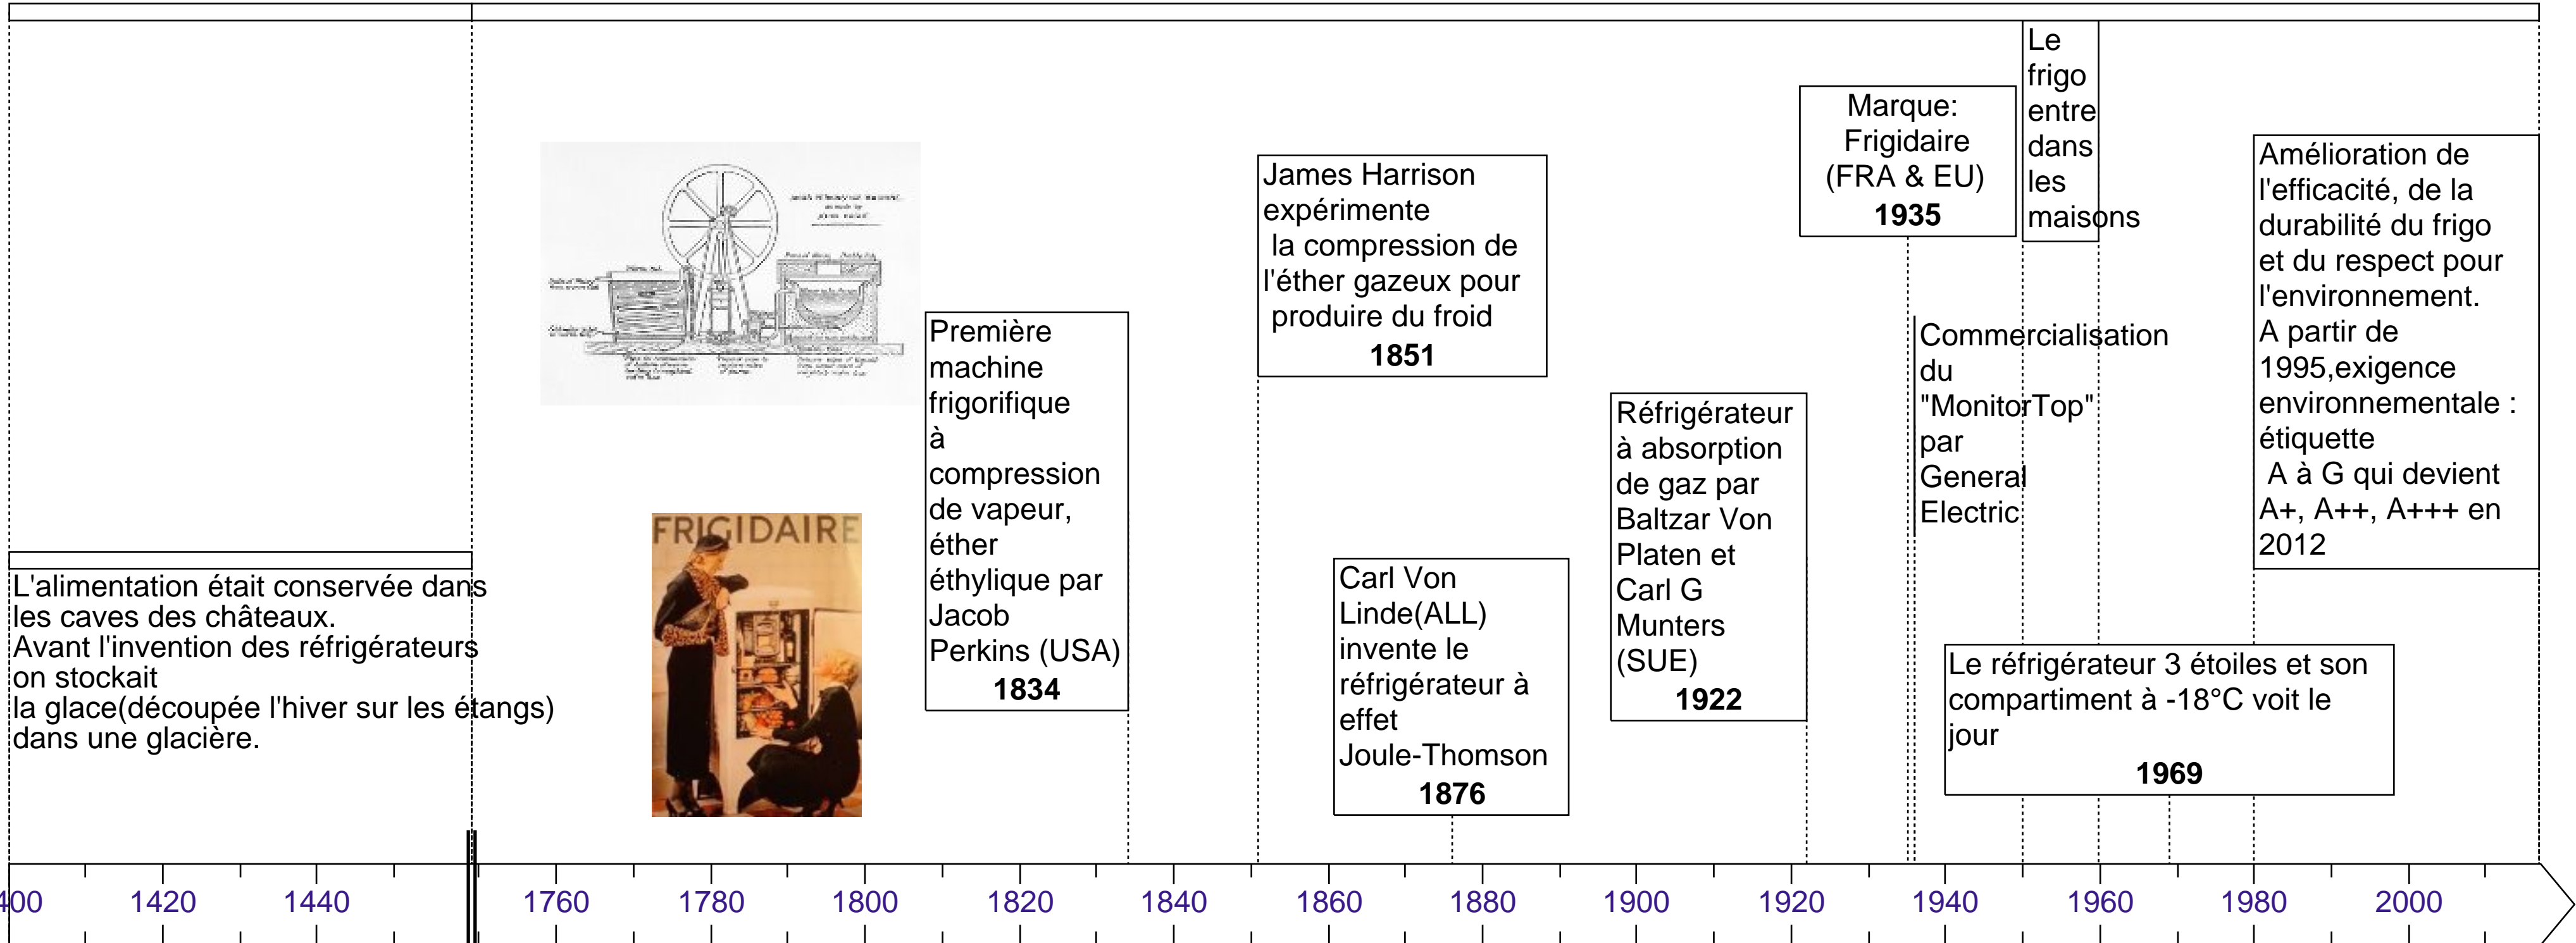 L'alimentation était conservée dans
les caves des châteaux.
Avant l'invention des réfrigérateurs
on stockait
la glace(découpée l'hiver sur les étangs)
dans une glacière.
FRIGIDAIRE
Première
machine
frigorifique
à
compression
de vapeur,
éther
éthylique par
Jacob
Perkins (USA)
1834
James Harrison
expérimente
la compression de
l'éther gazeux pour
produire du froid
1851
Carl Von
Linde(ALL)
invente le
réfrigérateur à
effet
Joule-Thomson
1876
Réfrigérateur
à absorption
de gaz par
Baltzar Von
Platen et
Carl G
Munters
(SUE)
1922
Marque:
Frigidaire
(FRA & EU)
1935
Commercialisation
du
"MonitorTop"
par
General
Electric
Le
frigo
entre
dans
les
maisons
Le réfrigérateur 3 étoiles et son
compartiment à -18°C voit le
jour
1969
Amélioration de
l'efficacité, de la
durabilité du frigo
et du respect pour
l'environnement.
A partir de
1995,exigence
environnementale :
étiquette
A à G qui devient
A+, A++, A+++ en
2012
400 1420 1440 1760 1780 1800 1820 1840 1860 1880 1900 1920 1940 1960 1980 2000